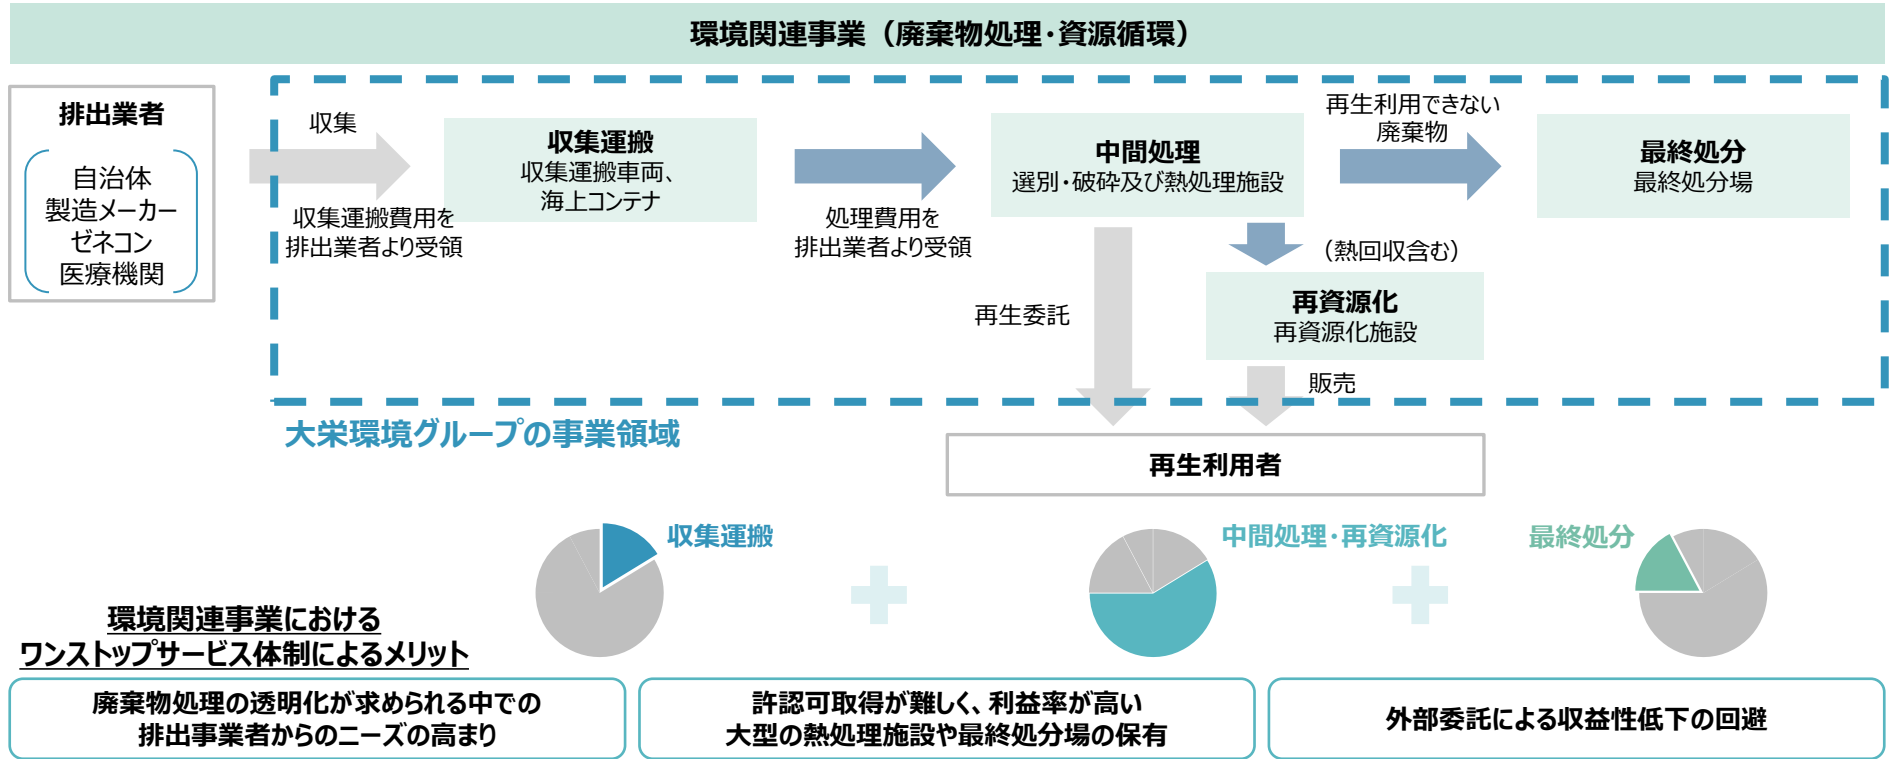 環境関連事業（廃棄物処理・資源循環）
排出業者
自治体
製造メーカー
ゼネコン
医療機関
収集
収集運搬費用を
排出業者より受領
収集運搬
収集運搬車両、
海上コンテナ
処理費用を
排出業者より受領
中間処理
選別・破砕及び熱処理施設
再生利用できない
廃棄物
最終処分
最終処分場
（熱回収含む）
再生委託
再資源化
再資源化施設
販売
大栄環境グループの事業領域
再生利用者
収集運搬
中間処理・再資源化
最終処分
環境関連事業における
ワンストップサービス体制によるメリット
廃棄物処理の透明化が求められる中での
排出事業者からのニーズの高まり
許認可取得が難しく、利益率が高い
大型の熱処理施設や最終処分場の保有
外部委託による収益性低下の回避